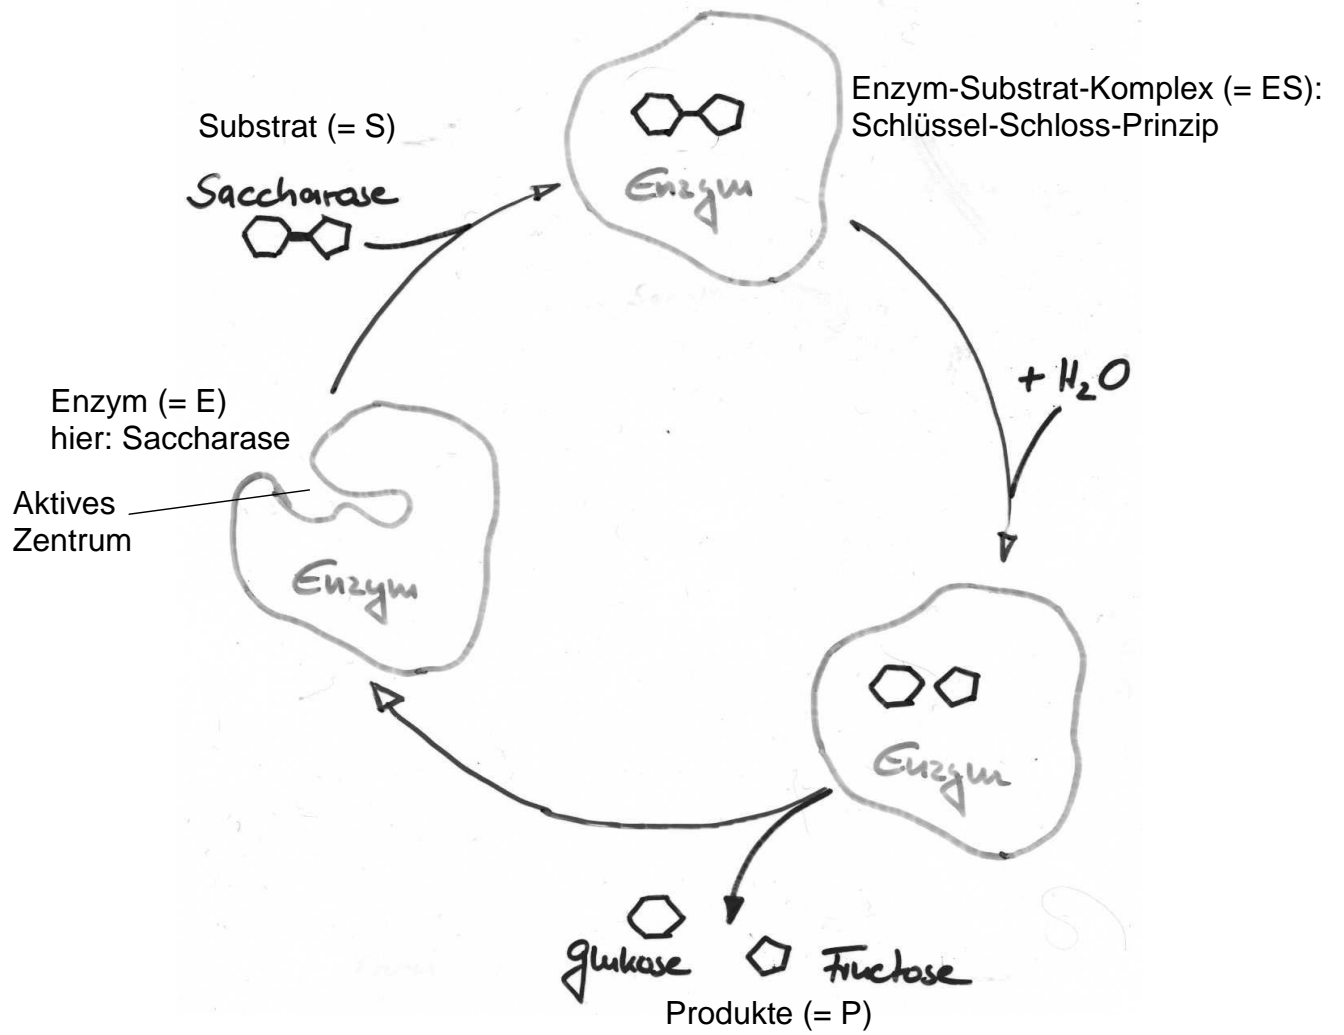 Enzym-Substrat-Komplex (= ES):
Schlüssel-Schloss-Prinzip
Substrat (= S)
Saccharase
Enzym
+ H₂O
Enzym (= E)
hier: Saccharase
Aktives
Zentrum
Enzym
Enzym
Glukose
Fructose
Produkte (= P)